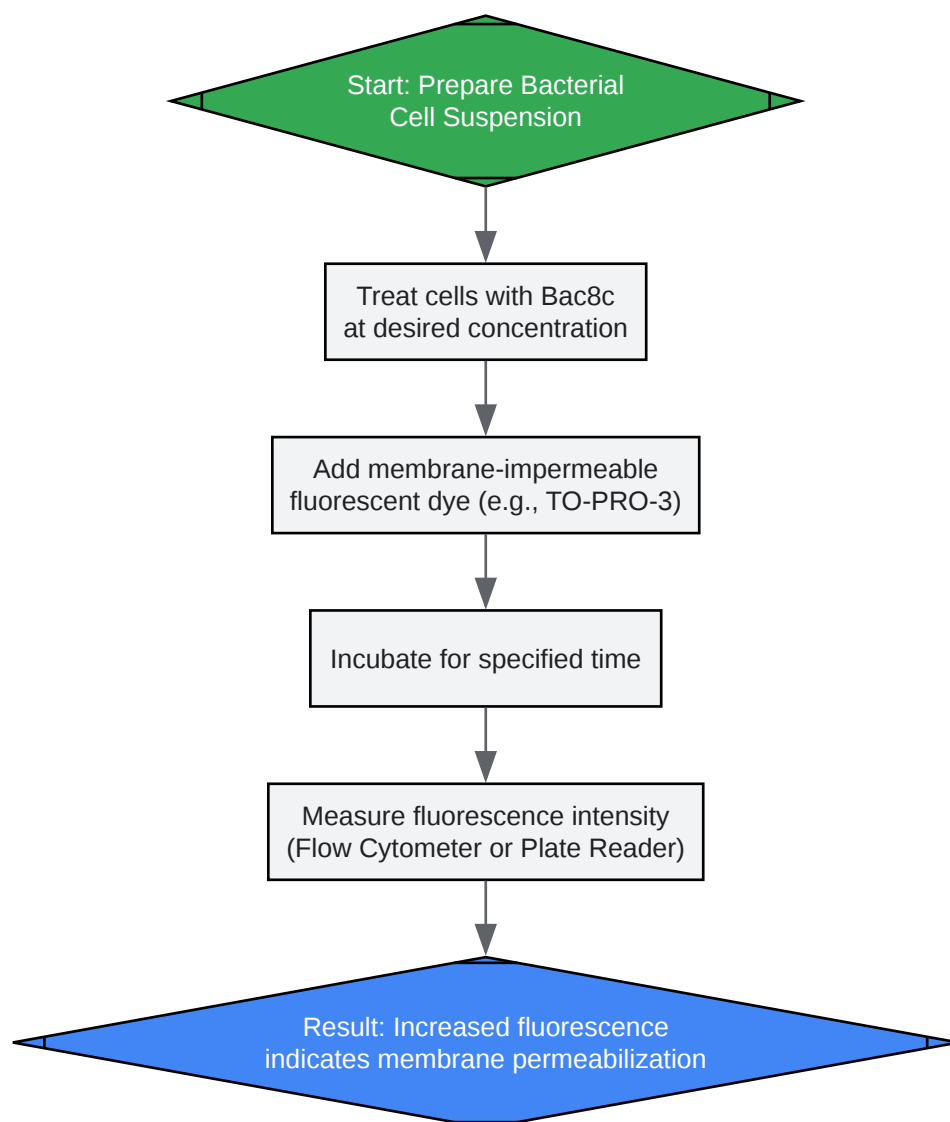 Start: Prepare Bacterial
Cell Suspension
Treat cells with Bac8c
at desired concentration
Add membrane-impermeable
fluorescent dye (e.g., TO-PRO-3)
Incubate for specified time
Measure fluorescence intensity
(Flow Cytometer or Plate Reader)
Result: Increased fluorescence
indicates membrane permeabilization